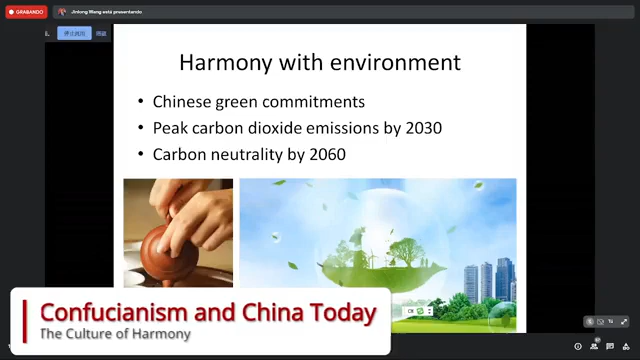 GRABANDO
Jinlong Wang está presentando
Harmony with environment
• Chinese green commitments
• Peak carbon dioxide emissions by 2030
• Carbon neutrality by 2060
Confucianism and China Today
The Culture of Harmony